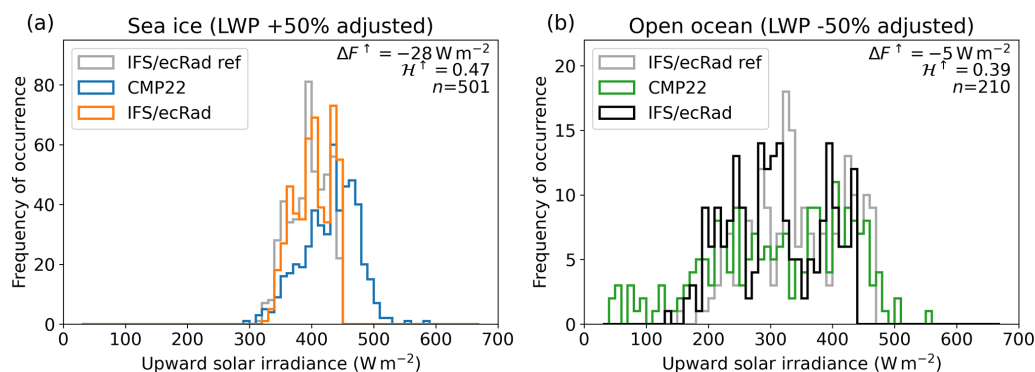 (a)
Sea ice (LWP +50% adjusted)
IFS/ecRad ref
CMP22
IFS/ecRad
ΔF↑ = −28 W m−2
ℋ↑ = 0.47
n=501
Frequency of occurrence
80
60
40
20
0
0 100 200 300 400 500 600 700
Upward solar irradiance (W m−2)
(b)
Open ocean (LWP -50% adjusted)
IFS/ecRad ref
CMP22
IFS/ecRad
ΔF↑ = −5 W m−2
ℋ↑ = 0.39
n=210
Frequency of occurrence
20
15
10
5
0
0 100 200 300 400 500 600 700
Upward solar irradiance (W m−2)